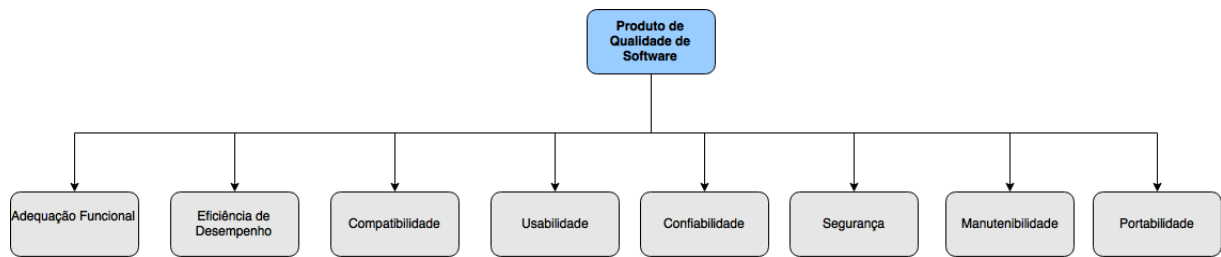 Produto de
Qualidade de
Software
Adequação Funcional
Eficiência de
Desempenho
Compatibilidade
Usabilidade
Confiabilidade
Segurança
Manutenibilidade
Portabilidade